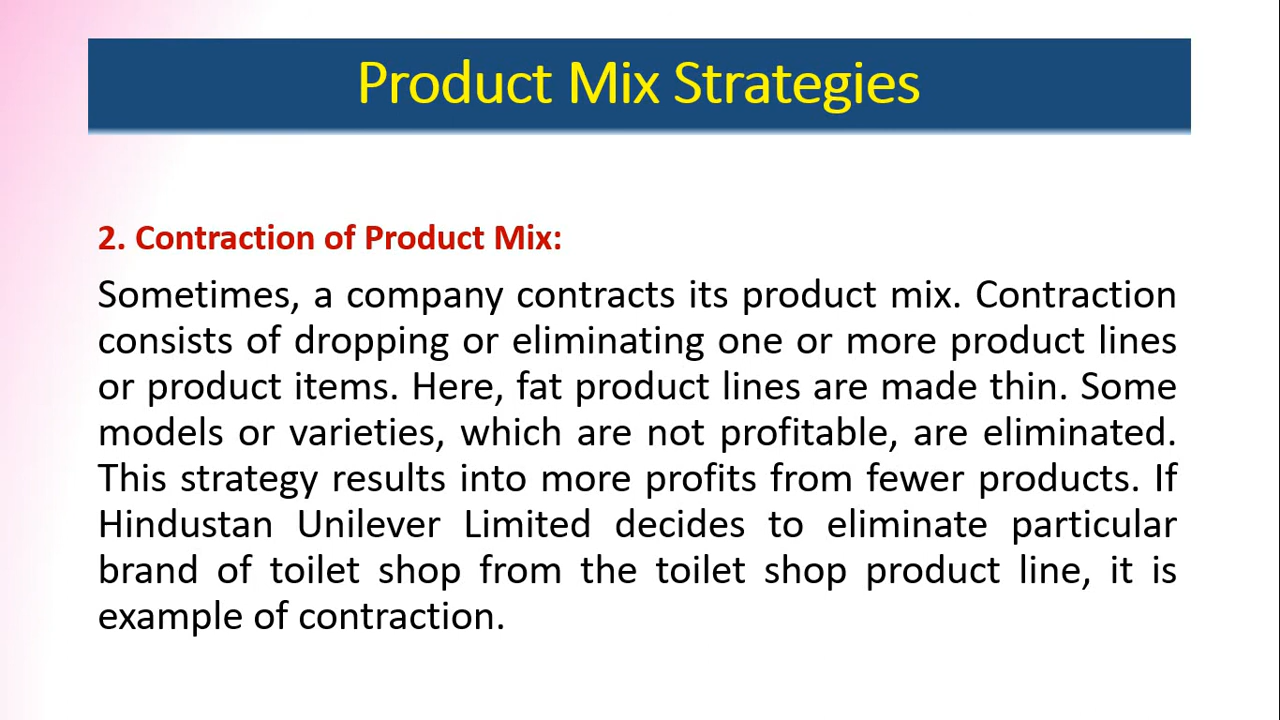 Product Mix Strategies
2. Contraction of Product Mix:
Sometimes, a company contracts its product mix. Contraction
consists of dropping or eliminating one or more product lines
or product items. Here, fat product lines are made thin. Some
models or varieties, which are not profitable, are eliminated.
This strategy results into more profits from fewer products. If
Hindustan Unilever Limited decides to eliminate particular
brand of toilet shop from the toilet shop product line, it is
example of contraction.